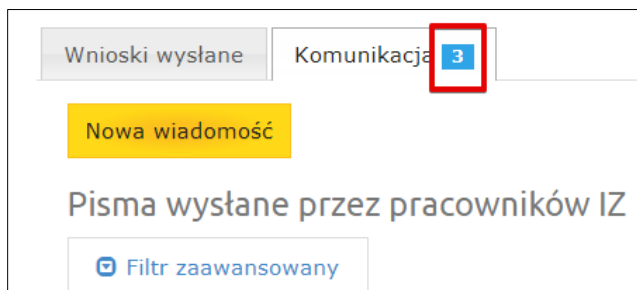 Wnioski wysłane Komunikacja 3
Nowa wiadomość
Pisma wysłane przez pracowników IZ
Filtr zaawansowany